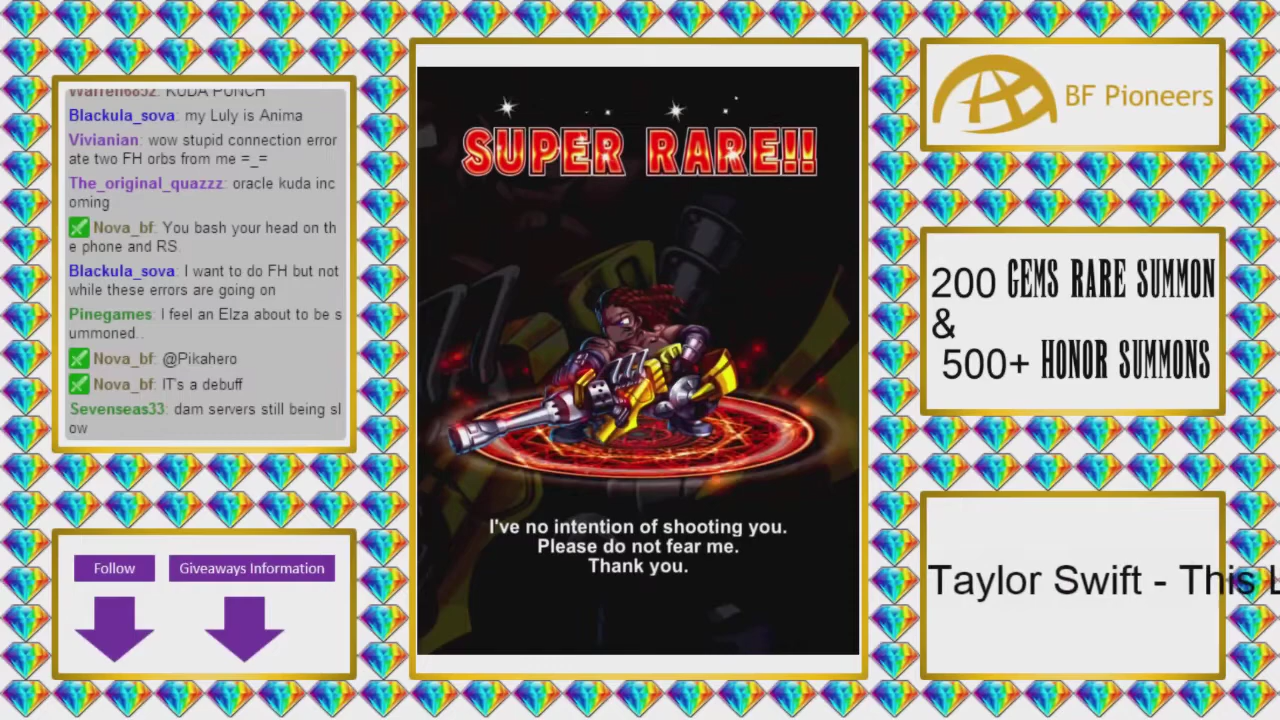 Warren6852: KUDA PUNCH
Blackula_sova: my Luly is Anima
Vivianian: wow stupid connection error
ate two FH orbs from me =_=
The_original_quazzz: oracle kuda inc
oming
Nova_bf: You bash your head on th
e phone and RS
Blackula_sova: I want to do FH but not
while these errors are going on
Pinegames: I feel an Elza about to be s
ummoned..
Nova_bf: @Pikahero
Nova_bf: IT's a debuff
Sevenseas33: dam servers still being sl
ow
Follow
Giveaways Information
SUPER RARE!!
I've no intention of shooting you.
Please do not fear me.
Thank you.
BF Pioneers
200 GEMS RARE SUMMON
&
500+ HONOR SUMMONS
Taylor Swift - This L